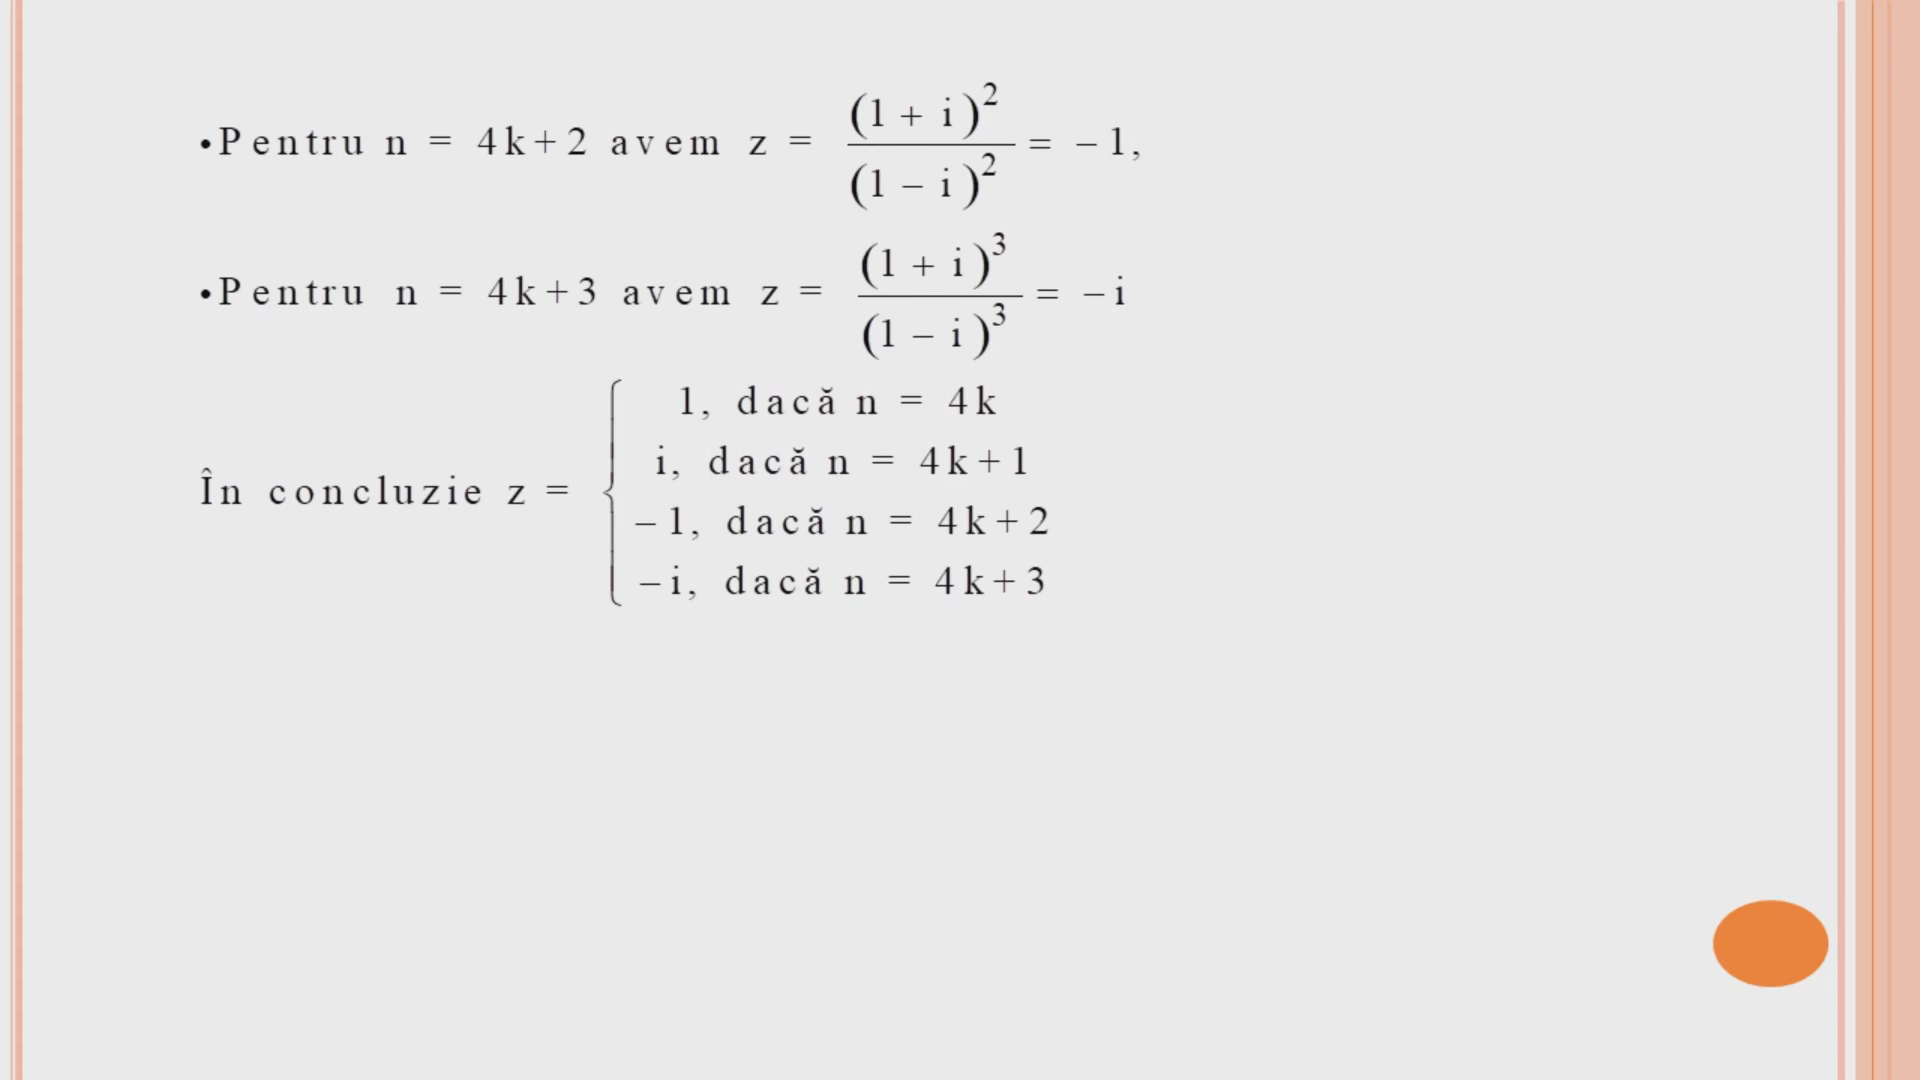 •Pentru n = 4k+2 avem z = (1 + i)² / (1 − i)² = −1,
•Pentru n = 4k+3 avem z = (1 + i)³ / (1 − i)³ = −i
1, dacă n = 4k
i, dacă n = 4k+1
În concluzie z = {
−1, dacă n = 4k+2
−i, dacă n = 4k+3